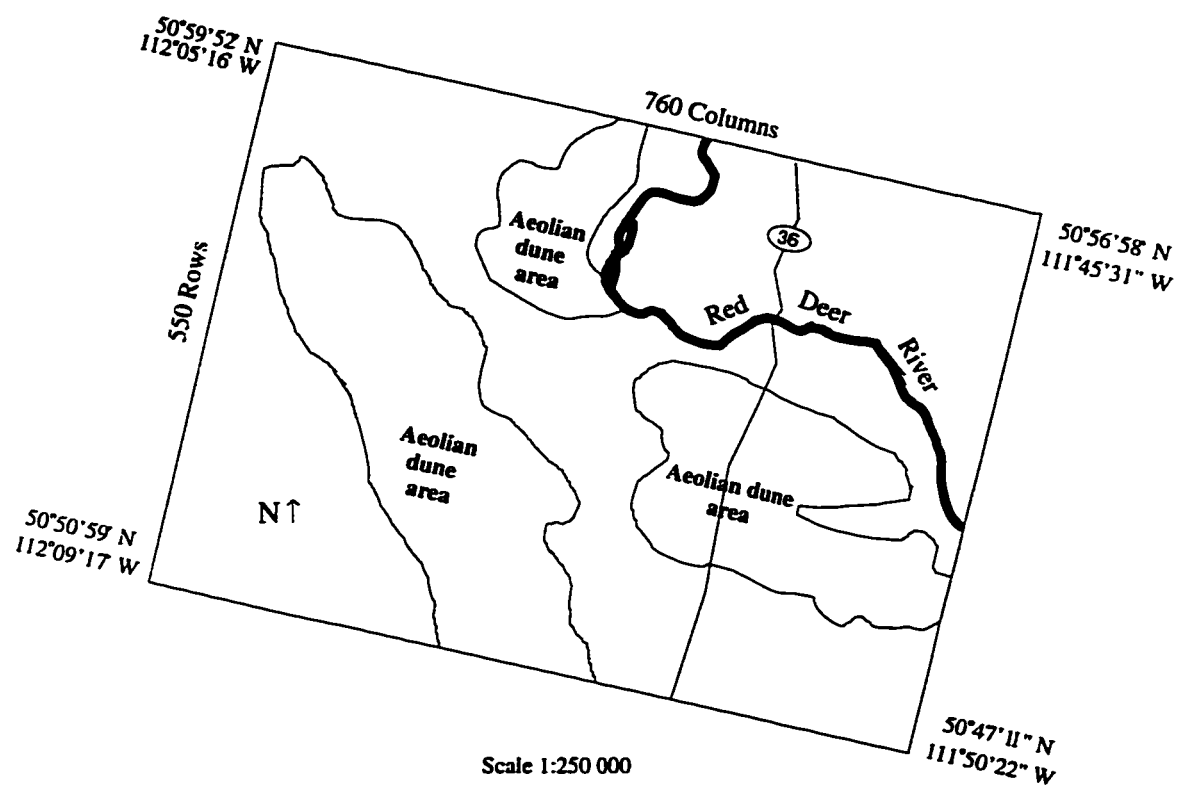 50°59'52" N
112°05'16" W
760 Columns
50°56'58" N
111°45'31" W
550 Rows
Aeolian
dune
area
36
Red Deer River
Aeolian
dune
area
Aeolian dune
area
N↑
50°50'59" N
112°09'17" W
50°47'11" N
111°50'22" W
Scale 1:250 000